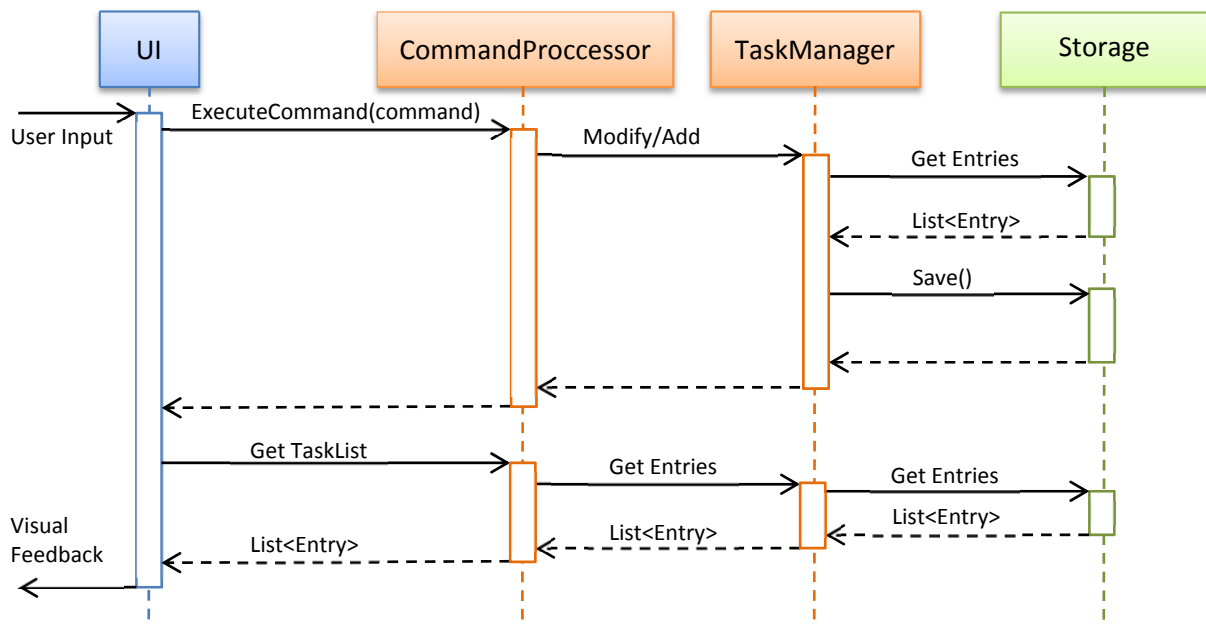 UI
CommandProccessor
TaskManager
Storage
User Input
ExecuteCommand(command)
Modify/Add
Get Entries
List<Entry>
Save()
Get TaskList
Get Entries
Get Entries
List<Entry>
List<Entry>
List<Entry>
Visual
Feedback